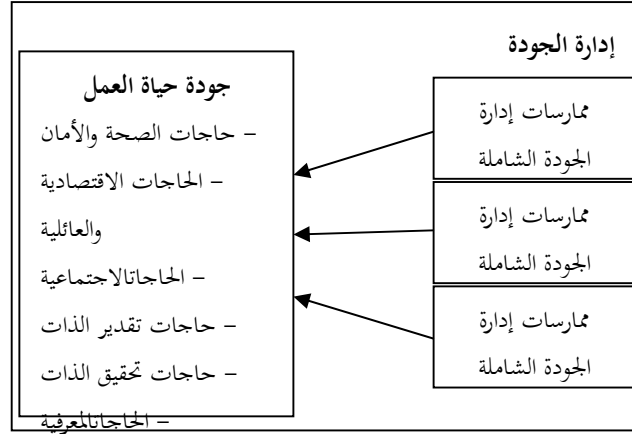 إدارة الجودة
ممارسات إدارة
الجودة الشاملة
ممارسات إدارة
الجودة الشاملة
ممارسات إدارة
الجودة الشاملة
جودة حياة العمل
– حاجات الصحة والأمان
– الحاجات الاقتصادية
والعائلية
– الحاجاتالاجتماعية
– حاجات تقدير الذات
– حاجات تحقيق الذات
– الحاجاتالمعرفية